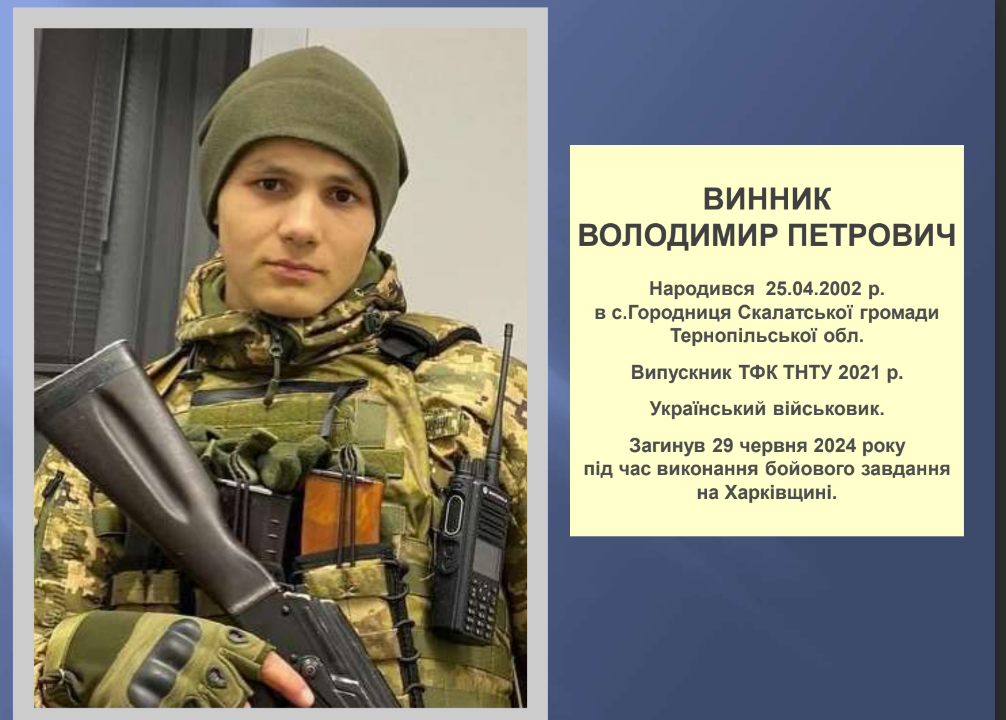 ВИННИК
ВОЛОДИМИР ПЕТРОВИЧ
Народився 25.04.2002 р.
в с.Городниця Скалатської громади
Тернопільської обл.
Випускник ТФК ТНТУ 2021 р.
Український військовик.
Загинув 29 червня 2024 року
під час виконання бойового завдання
на Харківщині.